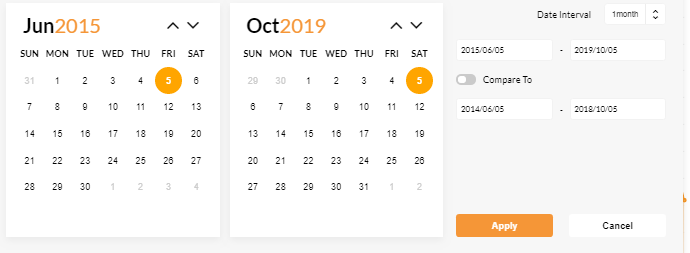 Jun2015
SUN MON TUE WED THU FRI SAT
31 1 2 3 4 5 6
7 8 9 10 11 12 13
14 15 16 17 18 19 20
21 22 23 24 25 26 27
28 29 30 1 2 3 4
Oct2019
SUN MON TUE WED THU FRI SAT
29 30 1 2 3 4 5
6 7 8 9 10 11 12
13 14 15 16 17 18 19
20 21 22 23 24 25 26
27 28 29 30 31 1 2
Date Interval 1month
2015/06/05 - 2019/10/05
Compare To
2014/06/05 - 2018/10/05
Apply Cancel